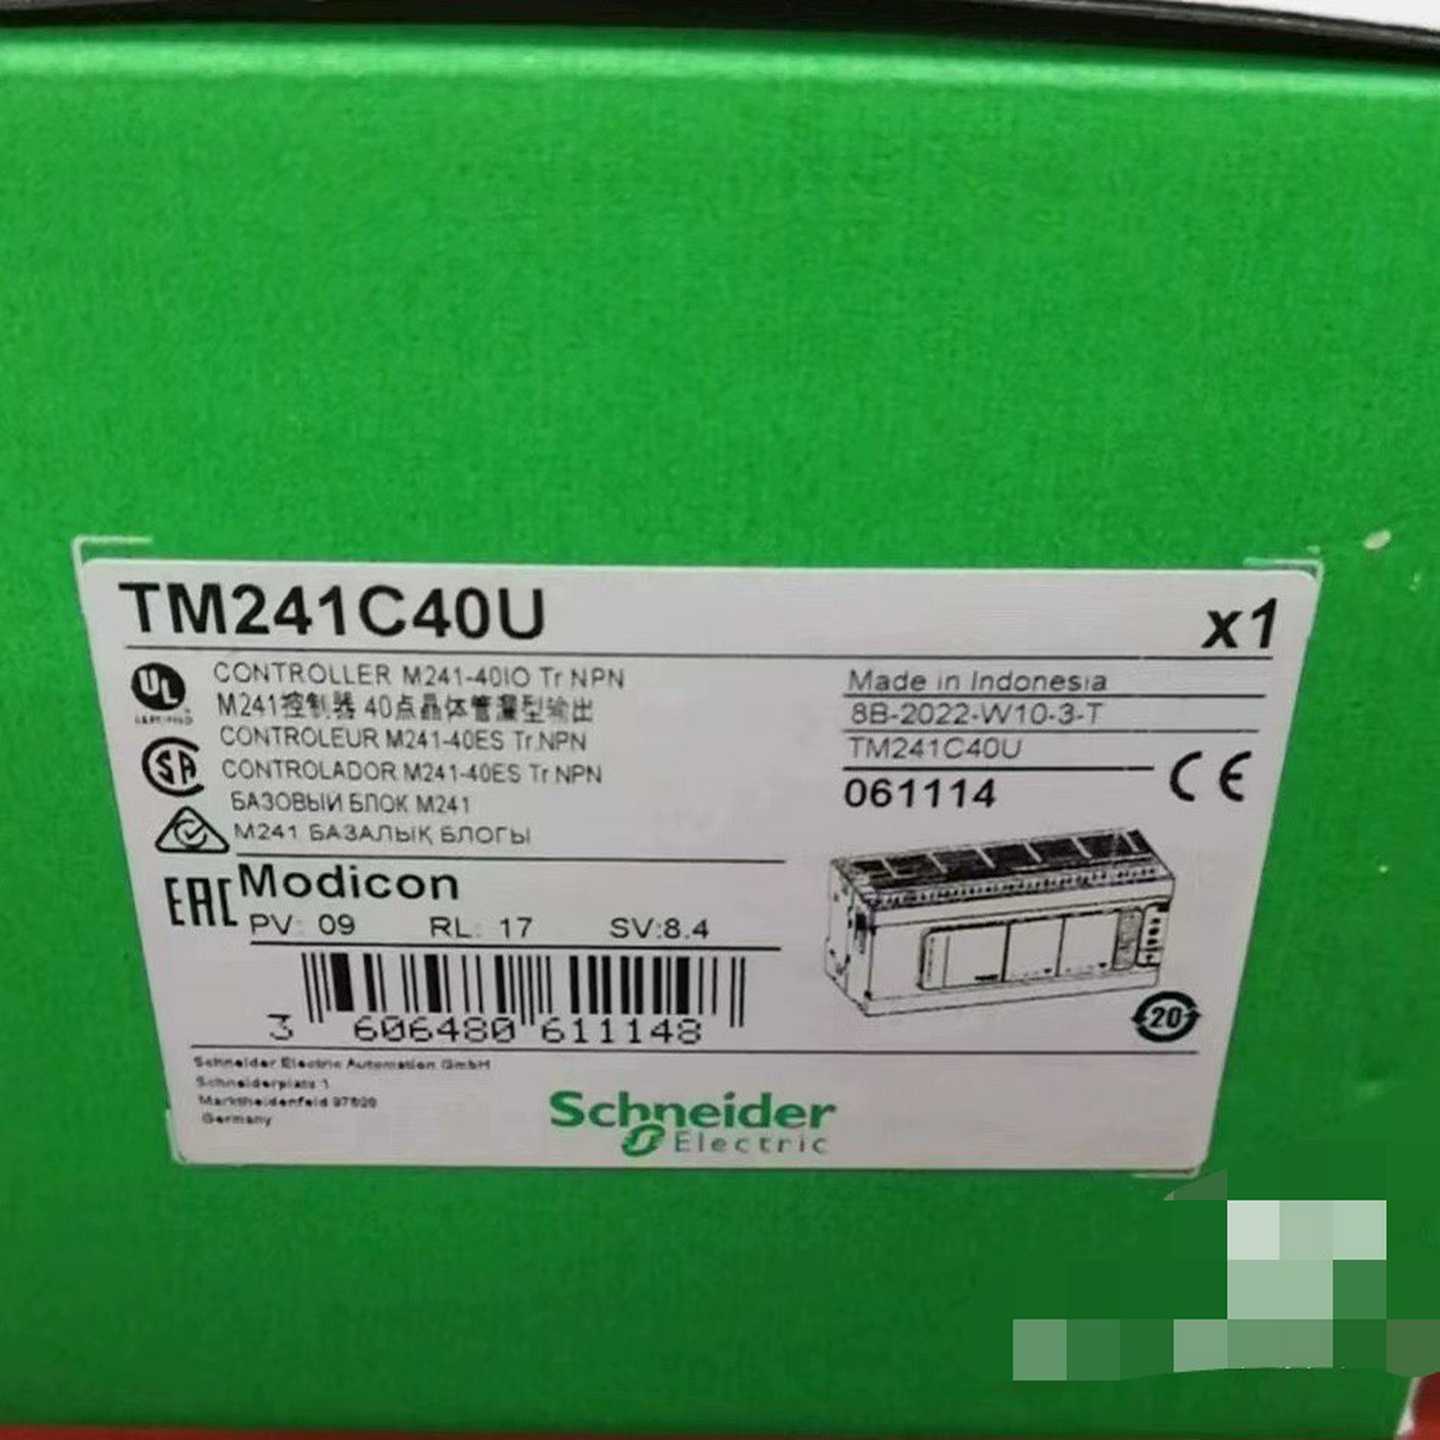 TM241C40U
x1
CONTROLLER M241-40IO Tr.NPN
M241控制器 40点晶体管漏型输出
CONTROLEUR M241-40ES Tr.NPN
CONTROLADOR M241-40ES Tr.NPN
БАЗОВЫЙ БЛОК M241
M241 БАЗАЛЫҚ БЛОГЫ
Made in Indonesia
8B-2022-W10-3-T
TM241C40U
061114
CE
UL
CERTIFIED
SA
EAC
Modicon
PV: 09 RL: 17 SV:8.4
3 606480 611148
20
Schneider Electric Automation GmbH
Schneiderplatz 1
Marktheidenfeld 97828
Germany
Schneider
Electric